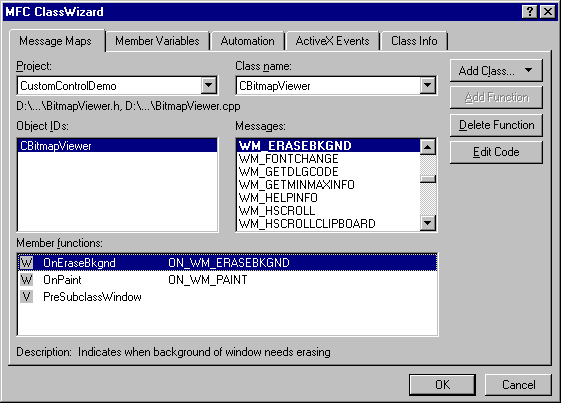 MFC ClassWizard
Message Maps
Member Variables
Automation
ActiveX Events
Class Info
Project:
Class name:
CustomControlDemo
CBitmapViewer
Add Class...
D:\...\BitmapViewer.h, D:\...\BitmapViewer.cpp
Add Function
Object IDs:
Messages:
Delete Function
CBitmapViewer
WM_ERASEBKGND
WM_FONTCHANGE
WM_GETDLGCODE
WM_GETMINMAXINFO
WM_HELPINFO
WM_HSCROLL
WM_HSCROLLCLIPBOARD
Edit Code
Member functions:
W OnEraseBkgnd ON_WM_ERASEBKGND
W OnPaint ON_WM_PAINT
V PreSubclassWindow
Description: Indicates when background of window needs erasing
OK
Cancel